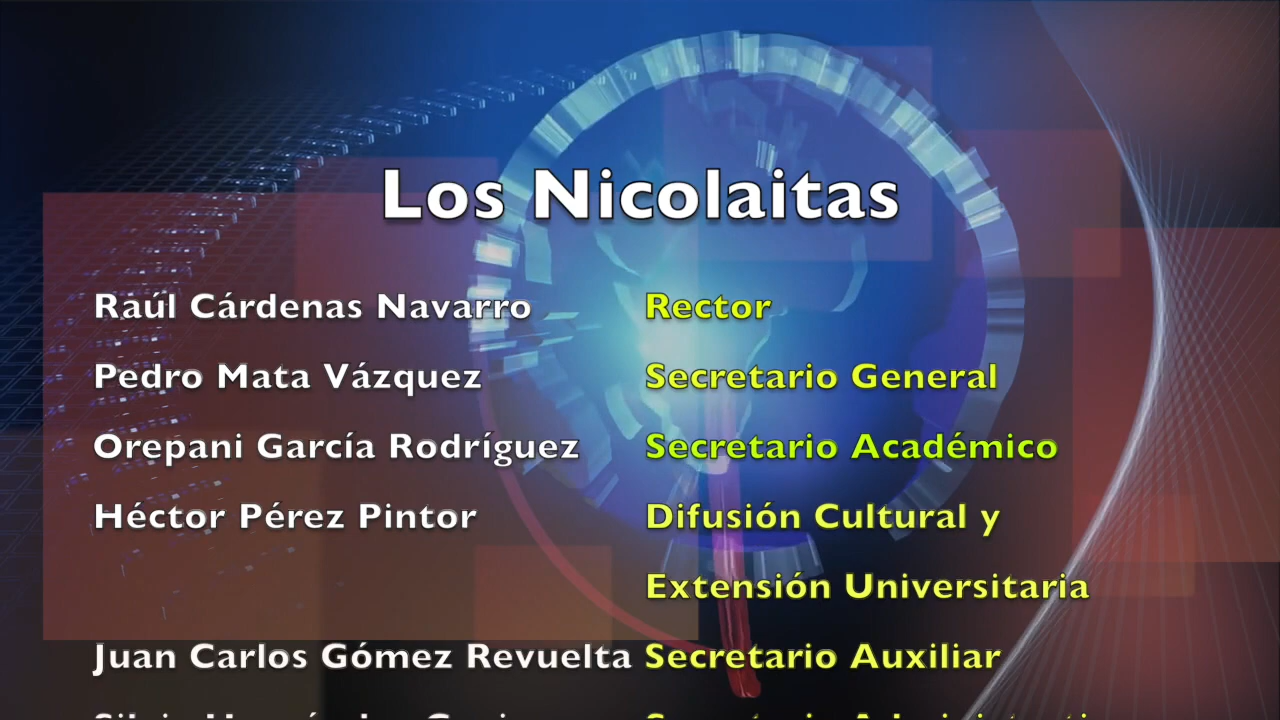 Los Nicolaitas
Raúl Cárdenas Navarro Rector
Pedro Mata Vázquez Secretario General
Orepani García Rodríguez Secretario Académico
Héctor Pérez Pintor Difusión Cultural y
Extensión Universitaria
Juan Carlos Gómez Revuelta Secretario Auxiliar